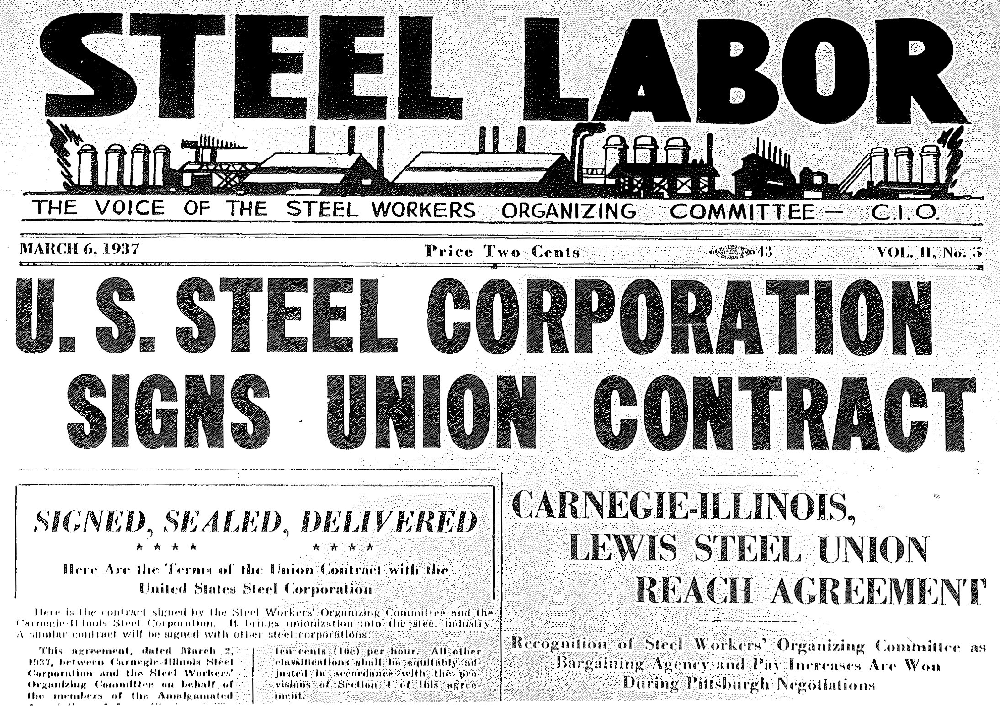 STEEL LABOR
THE VOICE OF THE STEEL WORKERS ORGANIZING COMMITTEE — C.I.O.
MARCH 6, 1937 Price Two Cents 43 VOL. II, No. 5
U. S. STEEL CORPORATION
SIGNS UNION CONTRACT
SIGNED, SEALED, DELIVERED
★ ★ ★ ★ ★ ★ ★ ★
Here Are the Terms of the Union Contract with the
United States Steel Corporation
Here is the contract signed by the Steel Workers' Organizing Committee and the
Carnegie-Illinois Steel Corporation. It brings unionization into the steel industry.
A similar contract will be signed with other steel corporations:
This agreement, dated March 2,
1937, between Carnegie-Illinois Steel
Corporation and the Steel Workers'
Organizing Committee on behalf of
the members of the Amalgamated
ten cents (10c) per hour. All other
classifications shall be equitably ad-
justed in accordance with the pro-
visions of Section 4 of this agree-
ment.
CARNEGIE-ILLINOIS,
LEWIS STEEL UNION
REACH AGREEMENT
Recognition of Steel Workers' Organizing Committee as
Bargaining Agency and Pay Increases Are Won
During Pittsburgh Negotiations